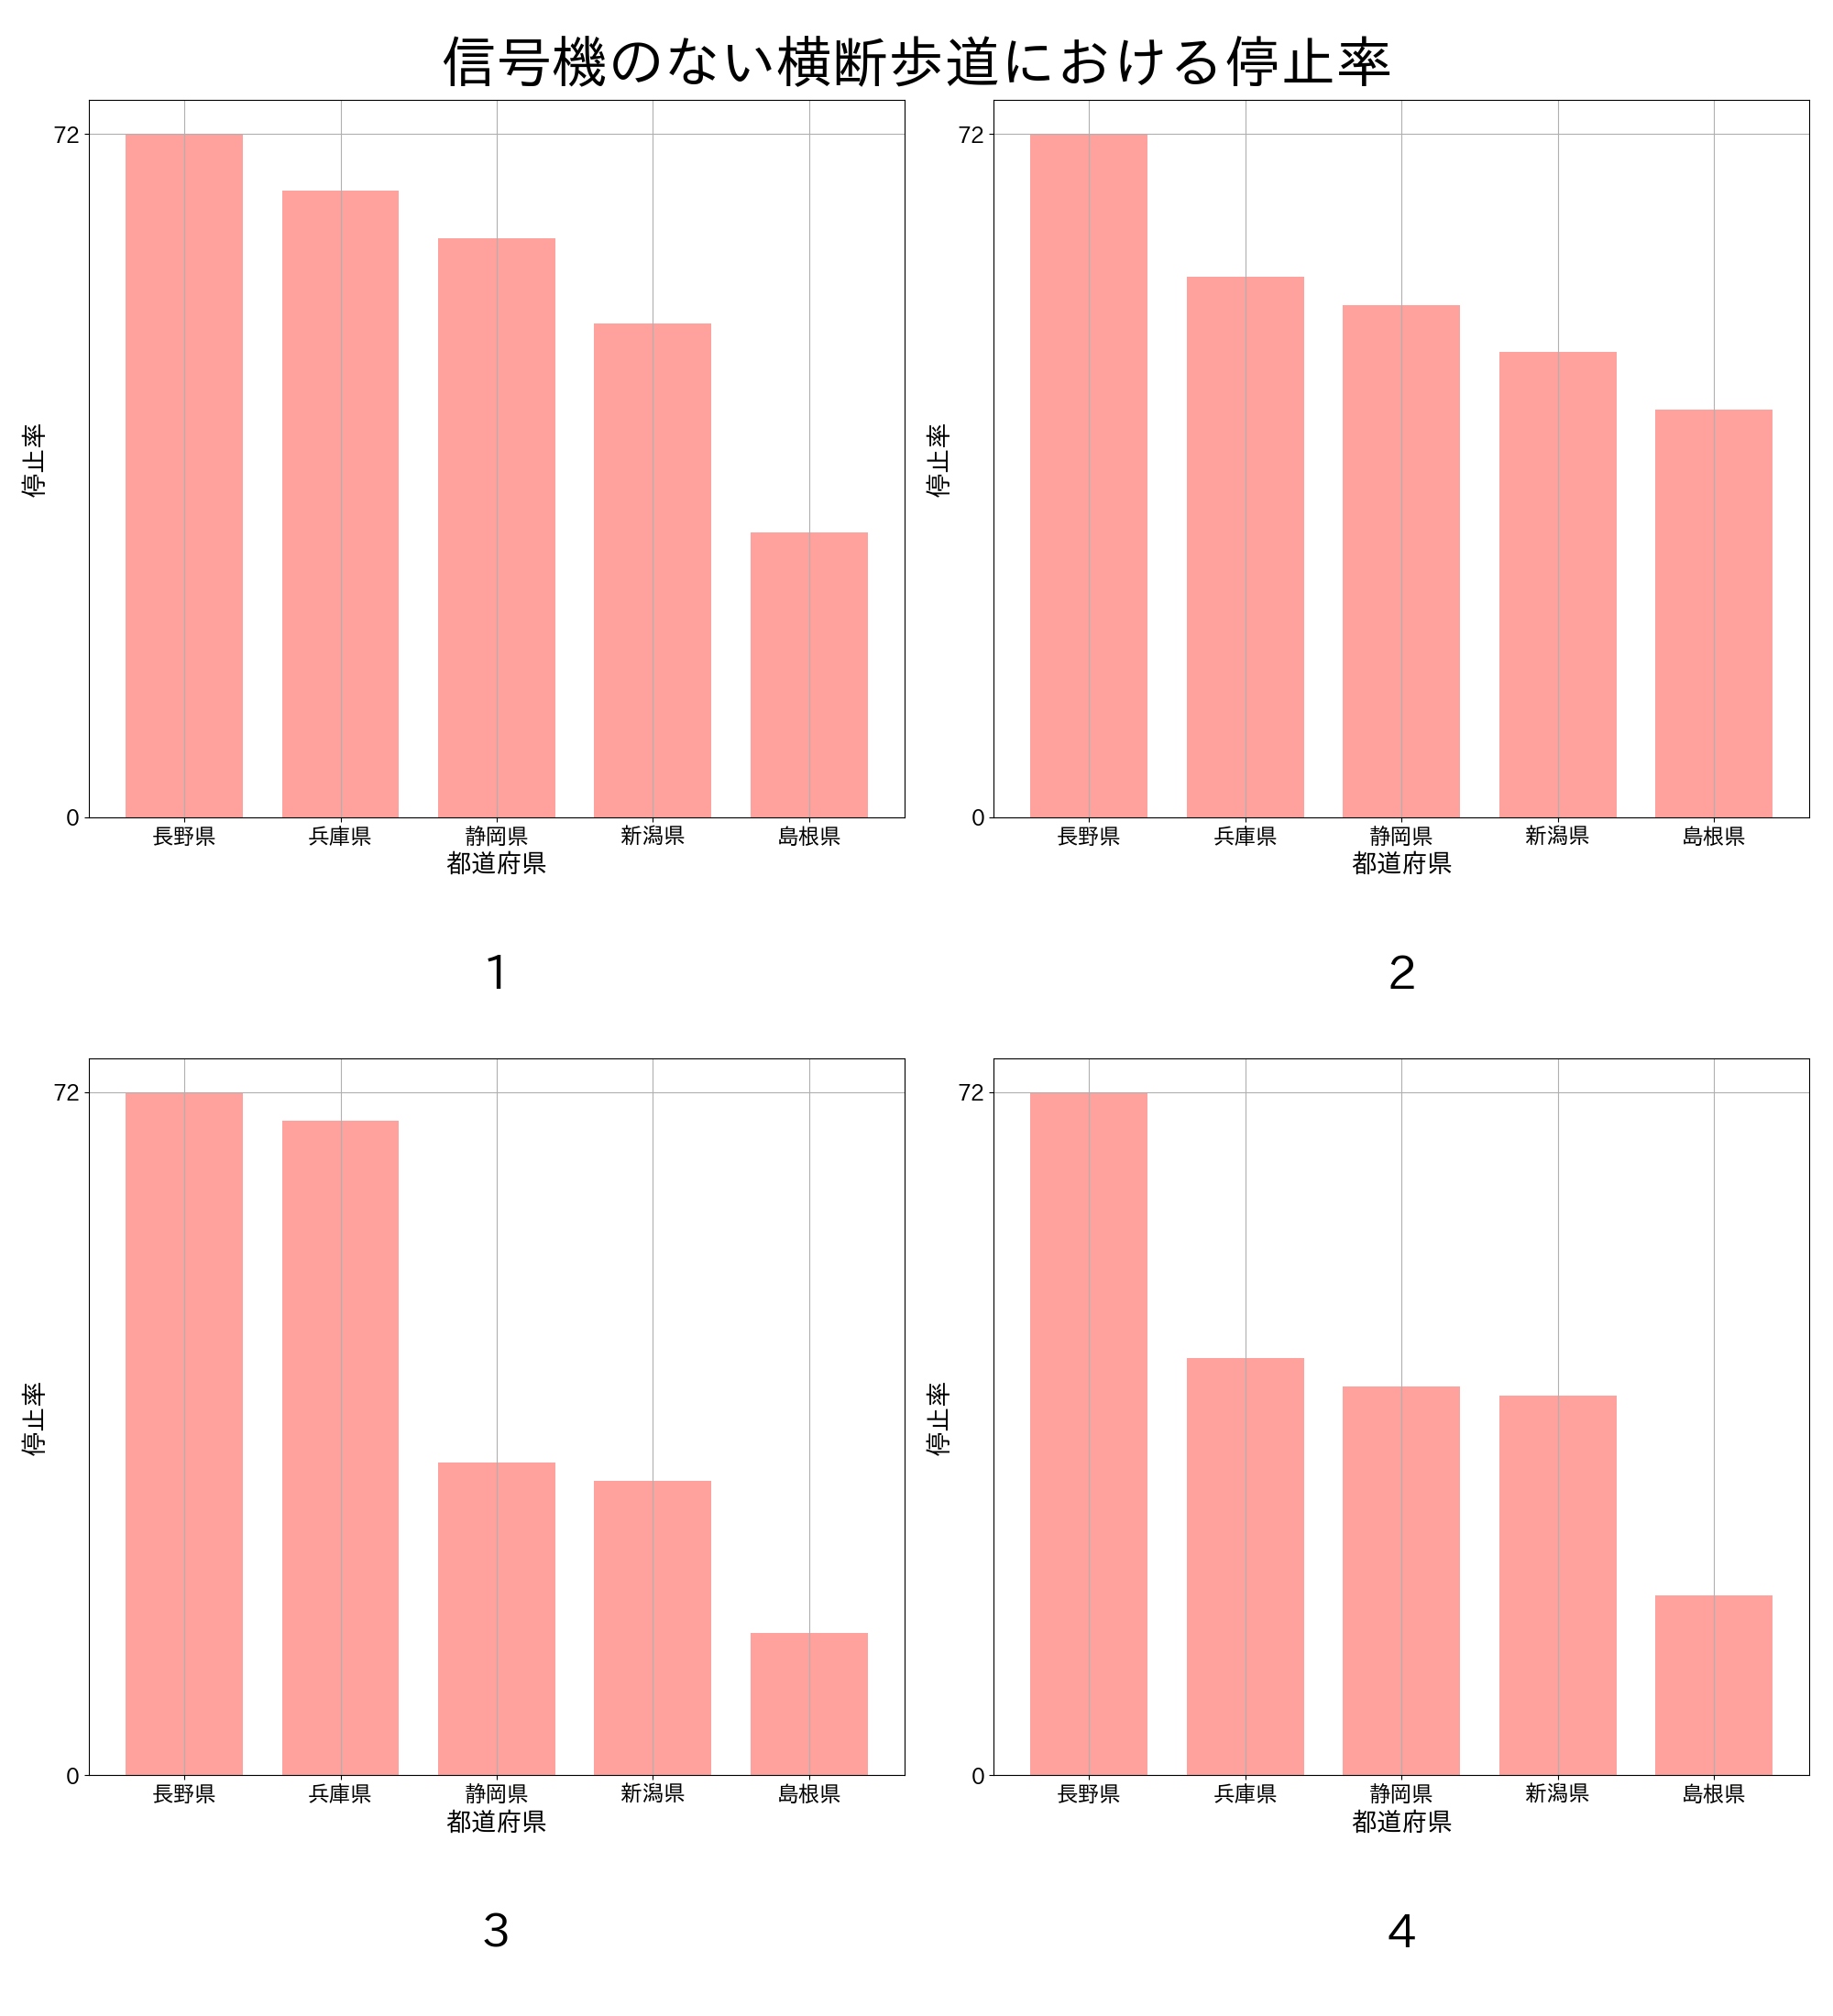 信号機のない横断歩道における停止率
72
0
停止率
長野県 兵庫県 静岡県 新潟県 島根県
都道府県
1
72
0
停止率
長野県 兵庫県 静岡県 新潟県 島根県
都道府県
2
72
0
停止率
長野県 兵庫県 静岡県 新潟県 島根県
都道府県
3
72
0
停止率
長野県 兵庫県 静岡県 新潟県 島根県
都道府県
4